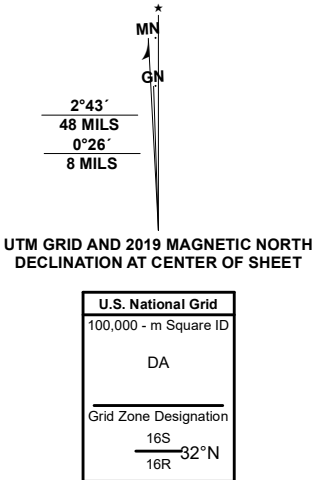 MN
GN
2°43´
48 MILS
0°26´
8 MILS
UTM GRID AND 2019 MAGNETIC NORTH
DECLINATION AT CENTER OF SHEET
U.S. National Grid
100,000 - m Square ID
DA
Grid Zone Designation
16S
32°N
16R